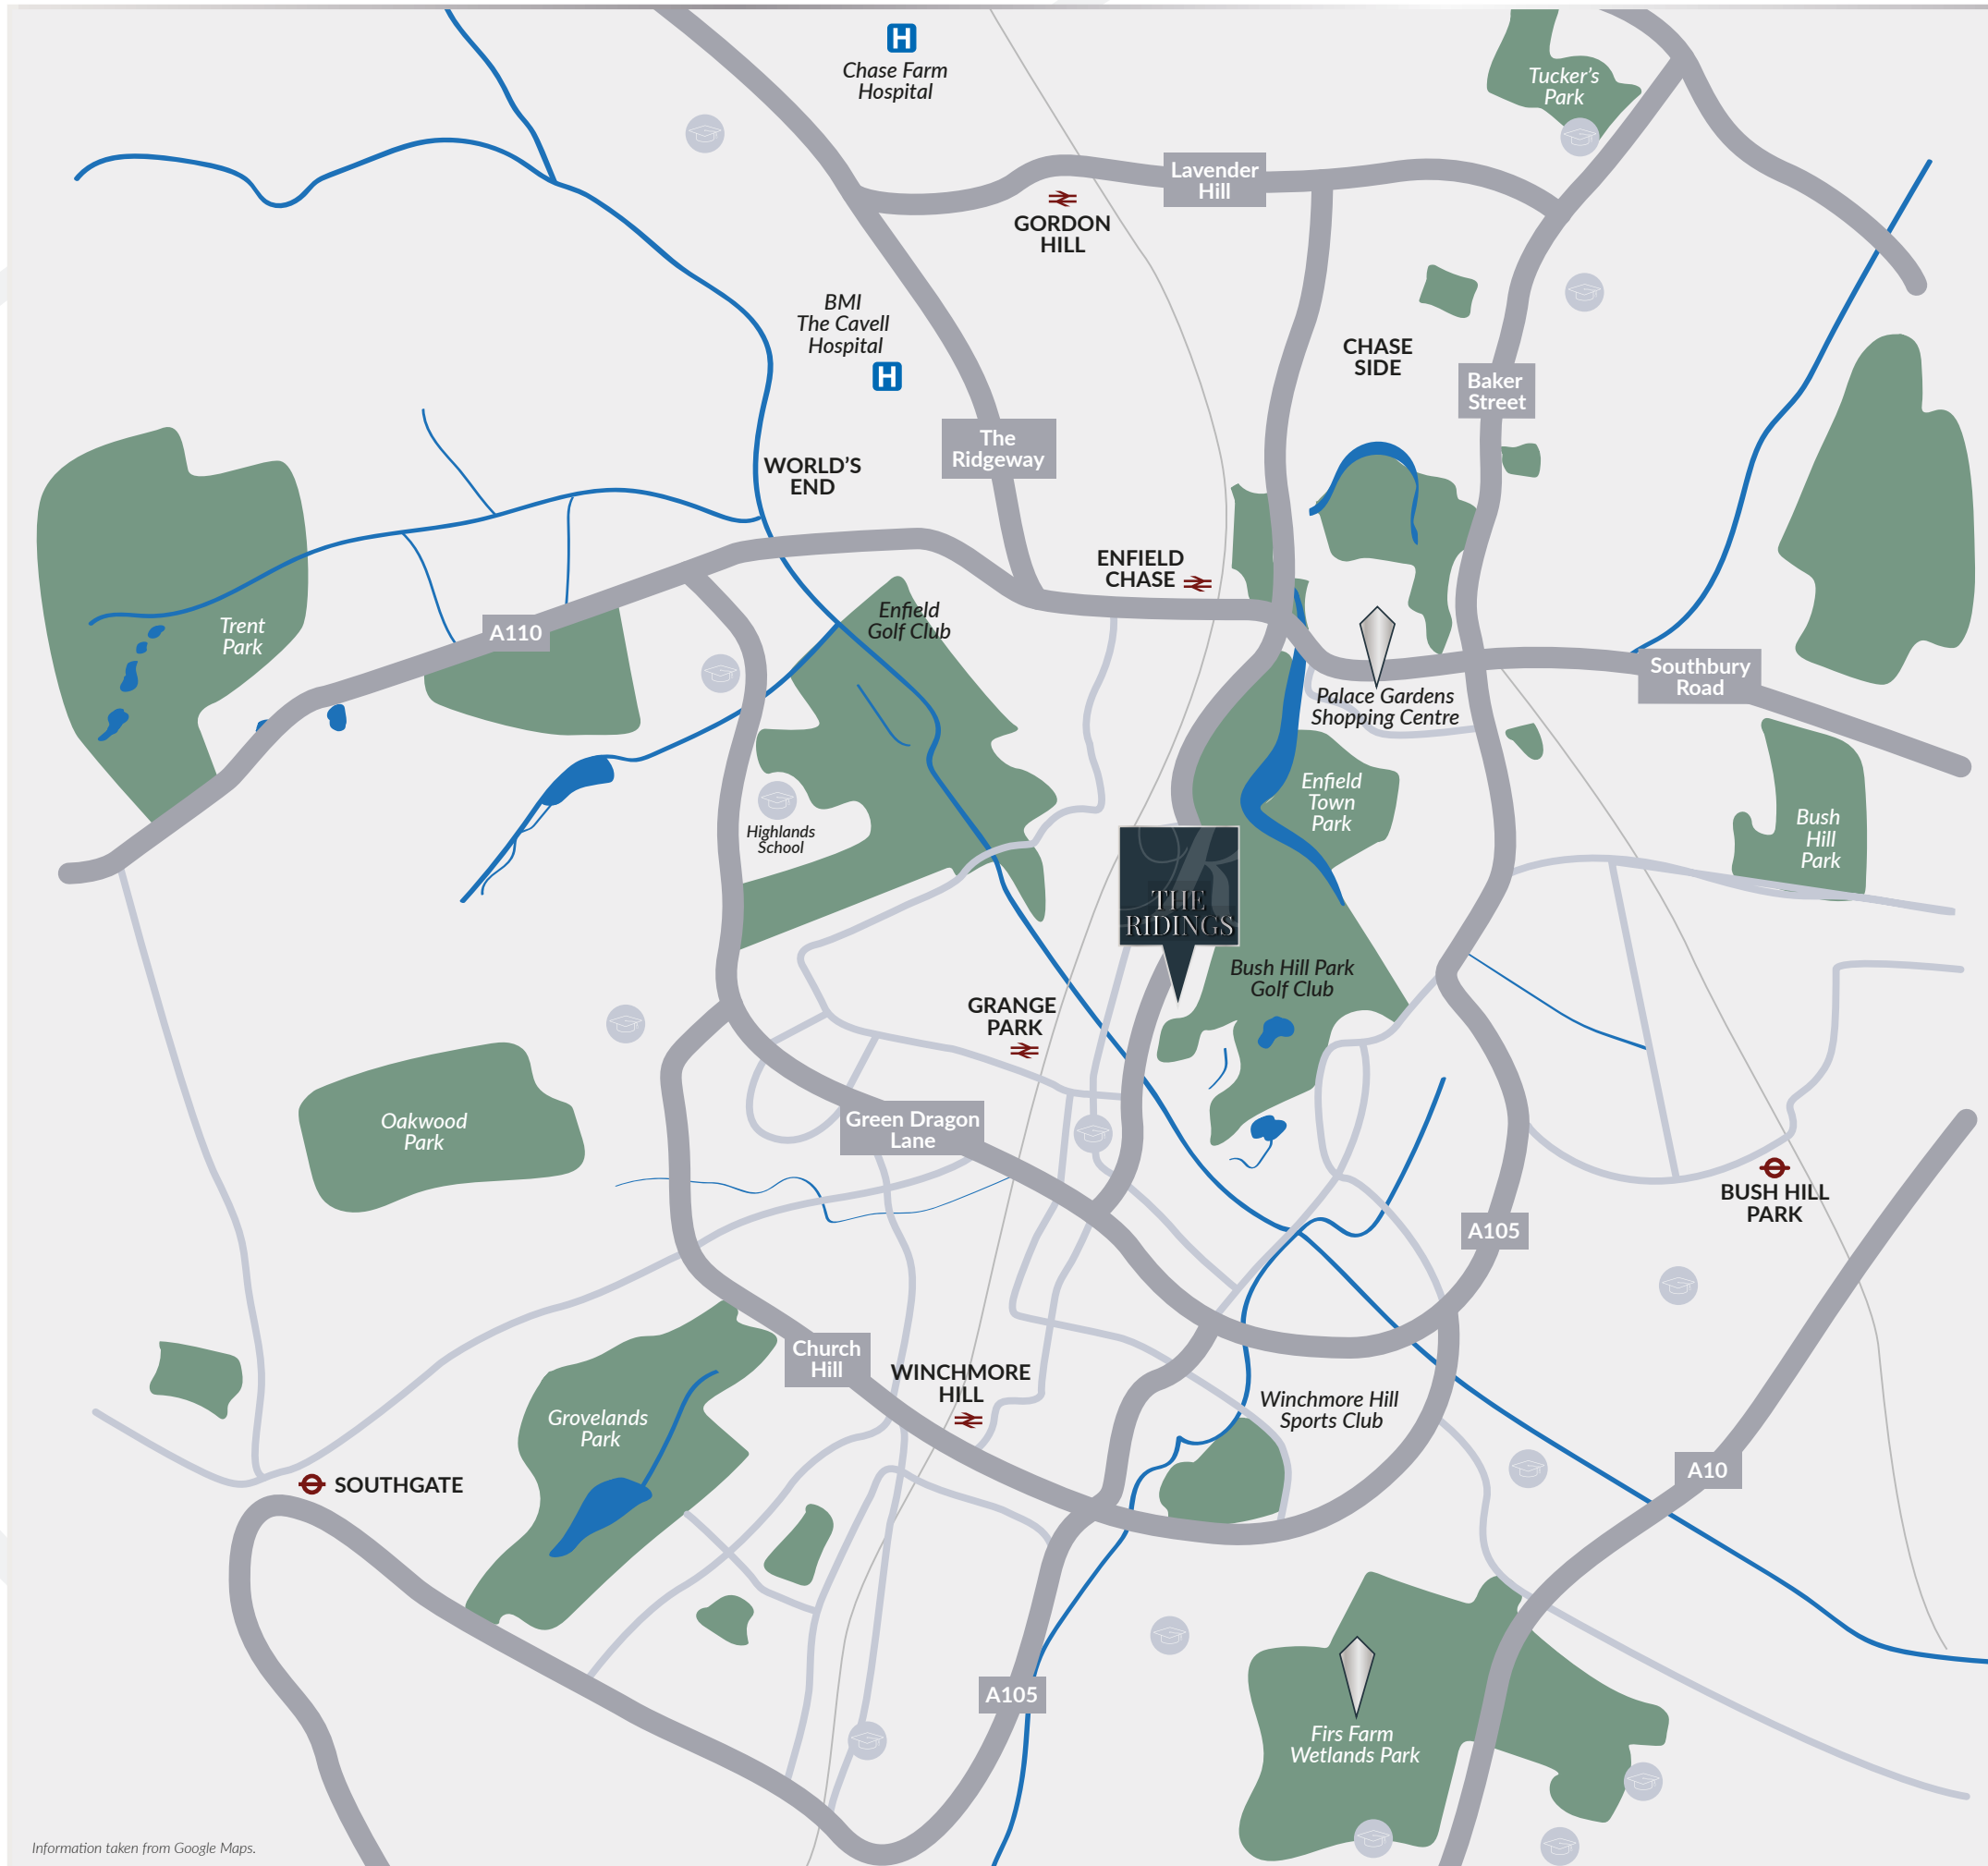 H
Chase Farm
Hospital
Tucker's
Park
Lavender
Hill
GORDON
HILL
BMI
The Cavell
Hospital
H
CHASE
SIDE
Baker
Street
The
Ridgeway
WORLD'S
END
ENFIELD
CHASE
Enfield
Golf Club
Trent
Park
A110
Southbury
Road
Palace Gardens
Shopping Centre
Enfield
Town
Park
Highlands
School
Bush
Hill
Park
R
THE
RIDINGS
Bush Hill Park
Golf Club
GRANGE
PARK
Oakwood
Park
Green Dragon
Lane
BUSH HILL
PARK
A105
Church
Hill
WINCHMORE
HILL
Winchmore Hill
Sports Club
Grovelands
Park
A10
SOUTHGATE
A105
Firs Farm
Wetlands Park
Information taken from Google Maps.